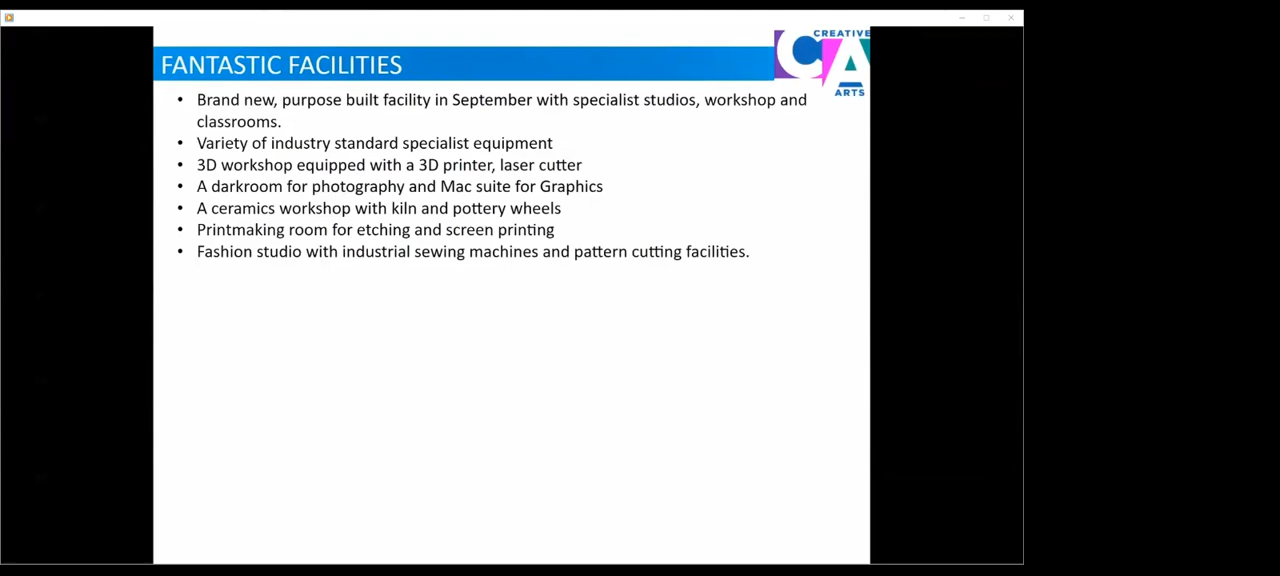 CREATIVE
CA
ARTS
FANTASTIC FACILITIES
• Brand new, purpose built facility in September with specialist studios, workshop and
classrooms.
• Variety of industry standard specialist equipment
• 3D workshop equipped with a 3D printer, laser cutter
• A darkroom for photography and Mac suite for Graphics
• A ceramics workshop with kiln and pottery wheels
• Printmaking room for etching and screen printing
• Fashion studio with industrial sewing machines and pattern cutting facilities.